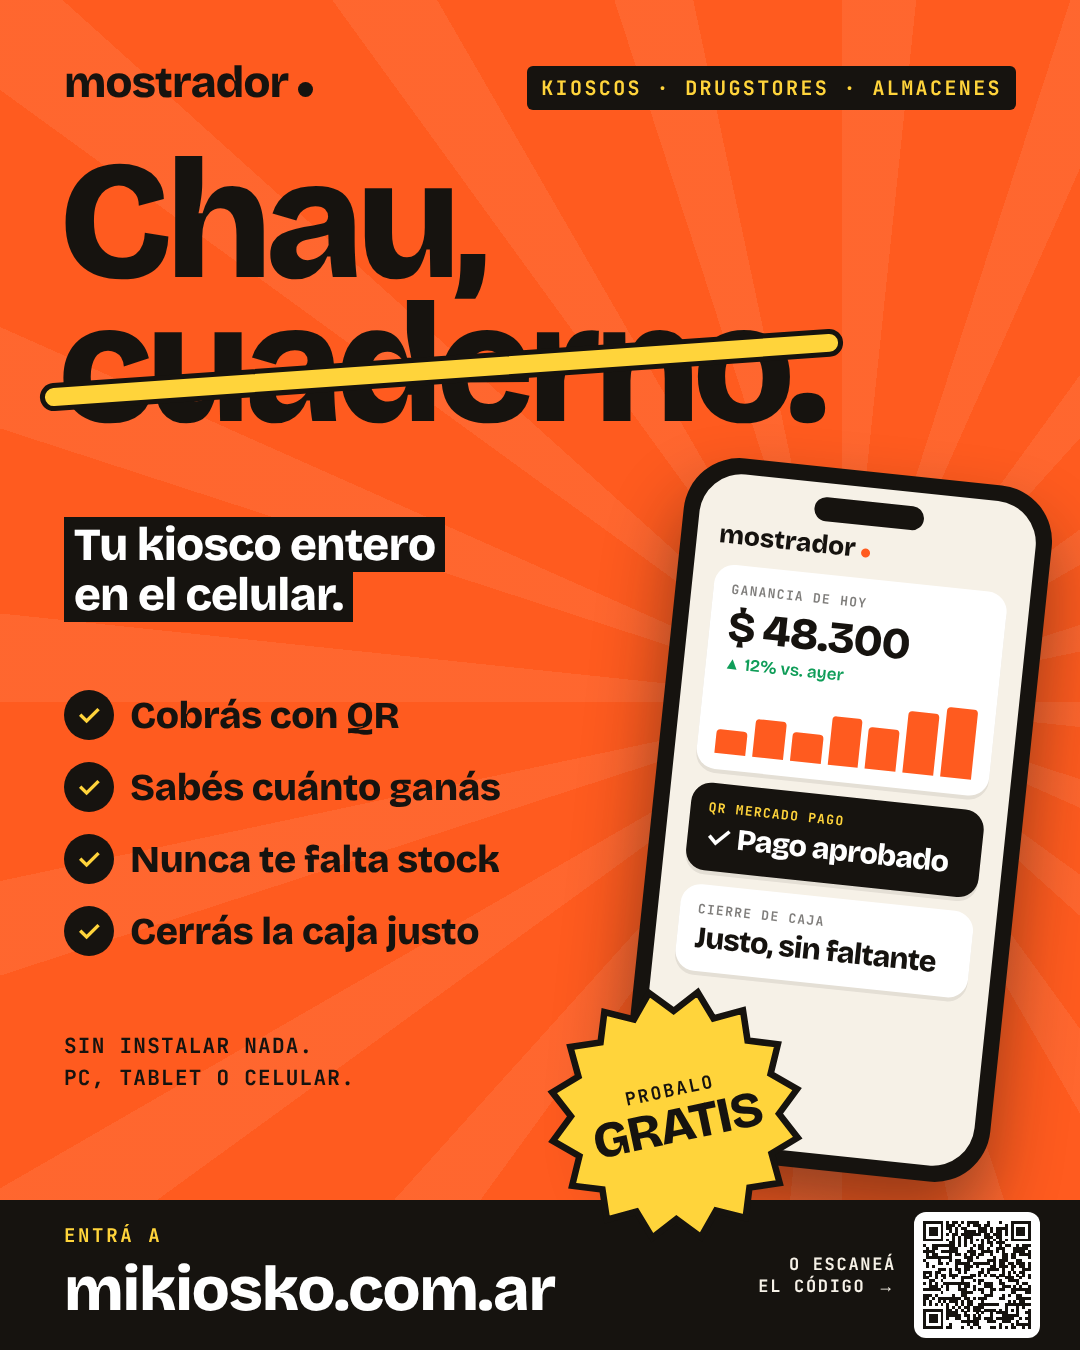 mostrador
KIOSCOS · DRUGSTORES · ALMACENES
Chau,
cuaderno.
Tu kiosco entero
en el celular.
Cobrás con QR
Sabés cuánto ganás
Nunca te falta stock
Cerrás la caja justo
SIN INSTALAR NADA.
PC, TABLET O CELULAR.
mostrador
GANANCIA DE HOY
$ 48.300
▲ 12% vs. ayer
QR MERCADO PAGO
✓ Pago aprobado
CIERRE DE CAJA
Justo, sin faltante
PROBALO
GRATIS
ENTRÁ A
mikiosko.com.ar
O ESCANEÁ
EL CÓDIGO →